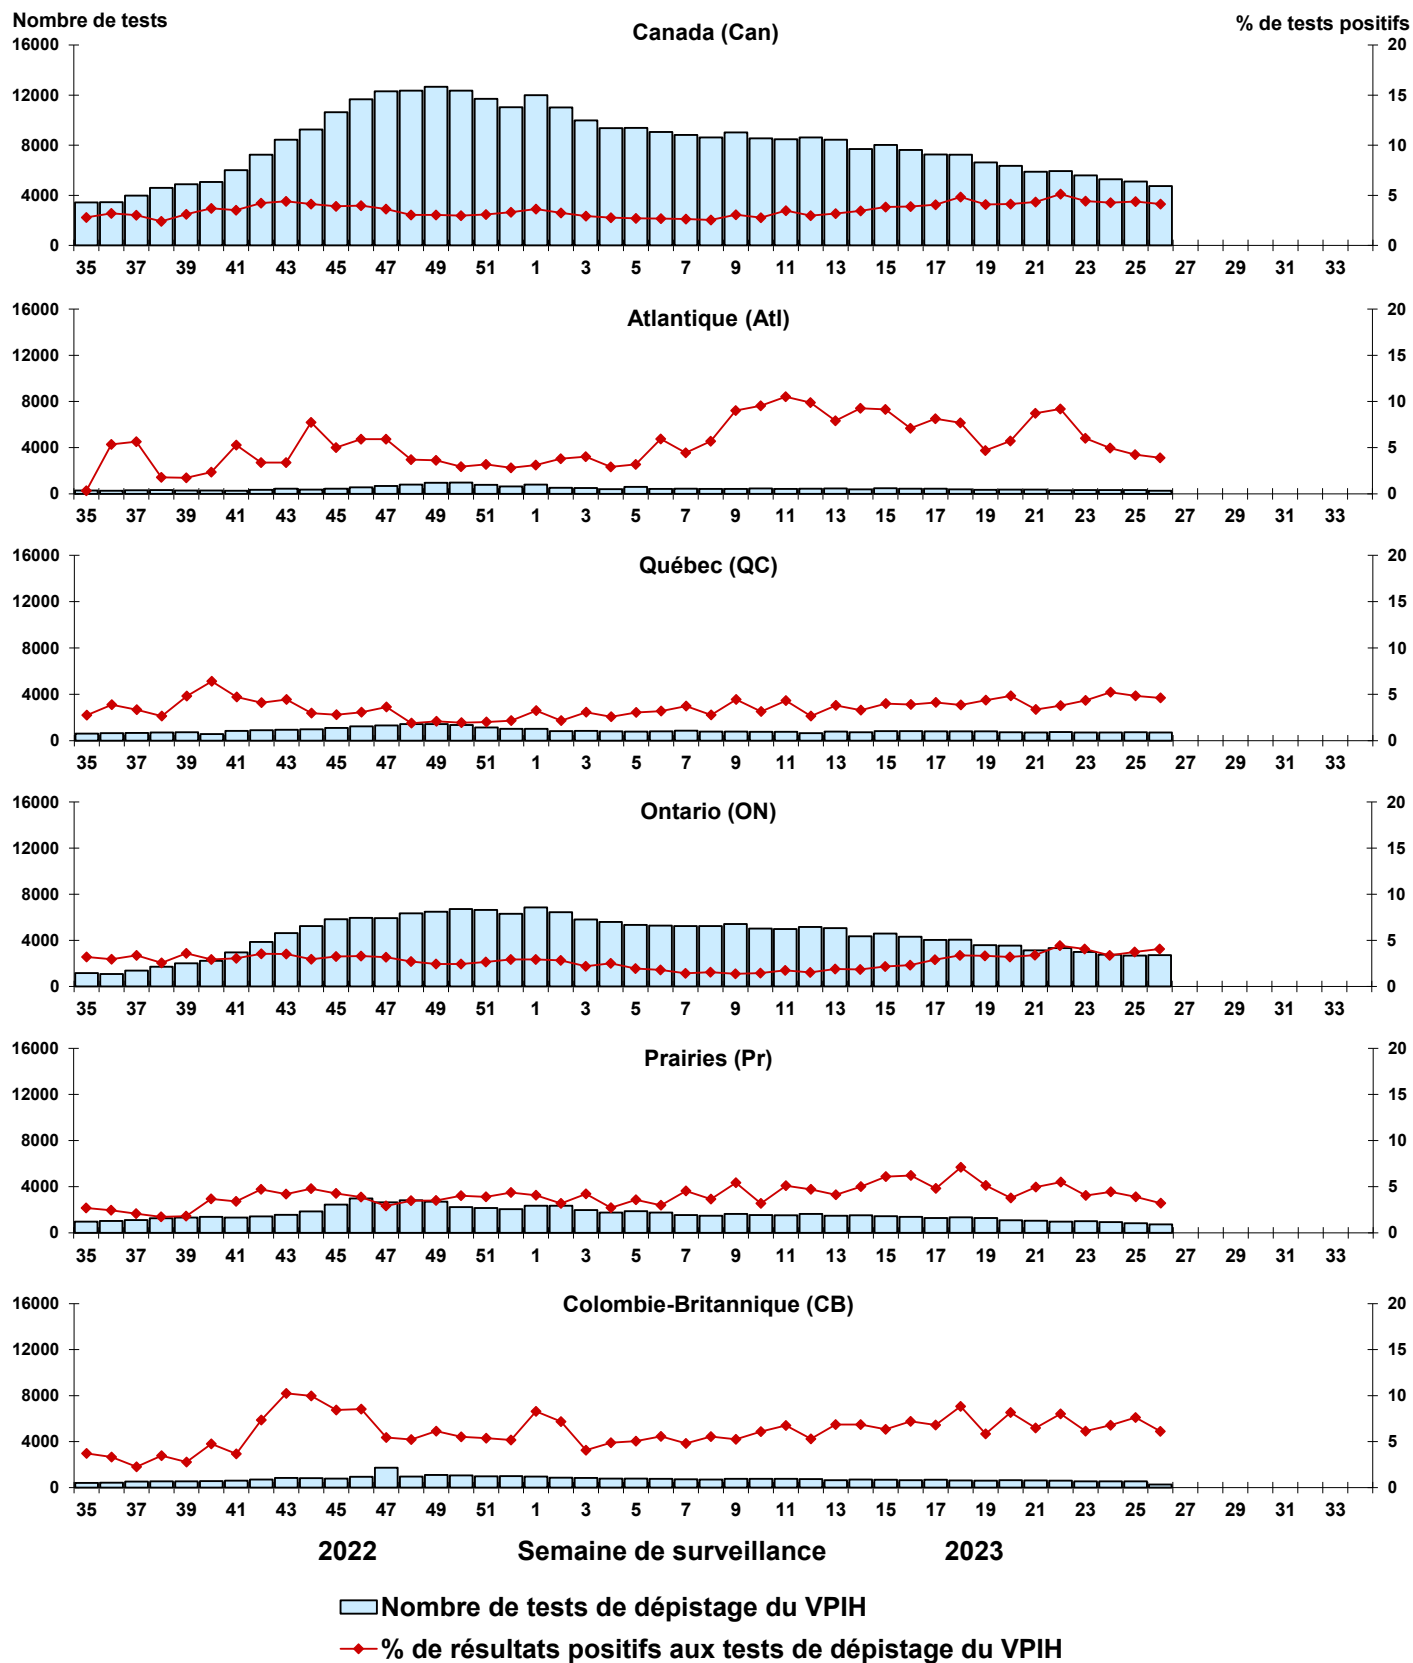 Nombre de tests
% de tests positifs
Canada (Can)
16000 12000 8000 4000 0
20 15 10 5 0
35 37 39 41 43 45 47 49 51 1 3 5 7 9 11 13 15 17 19 21 23 25 27 29 31 33
Atlantique (Atl)
16000 12000 8000 4000 0
20 15 10 5 0
35 37 39 41 43 45 47 49 51 1 3 5 7 9 11 13 15 17 19 21 23 25 27 29 31 33
Québec (QC)
16000 12000 8000 4000 0
20 15 10 5 0
35 37 39 41 43 45 47 49 51 1 3 5 7 9 11 13 15 17 19 21 23 25 27 29 31 33
Ontario (ON)
16000 12000 8000 4000 0
20 15 10 5 0
35 37 39 41 43 45 47 49 51 1 3 5 7 9 11 13 15 17 19 21 23 25 27 29 31 33
Prairies (Pr)
16000 12000 8000 4000 0
20 15 10 5 0
35 37 39 41 43 45 47 49 51 1 3 5 7 9 11 13 15 17 19 21 23 25 27 29 31 33
Colombie-Britannique (CB)
16000 12000 8000 4000 0
20 15 10 5 0
35 37 39 41 43 45 47 49 51 1 3 5 7 9 11 13 15 17 19 21 23 25 27 29 31 33
2022 Semaine de surveillance 2023
Nombre de tests de dépistage du VPIH
% de résultats positifs aux tests de dépistage du VPIH